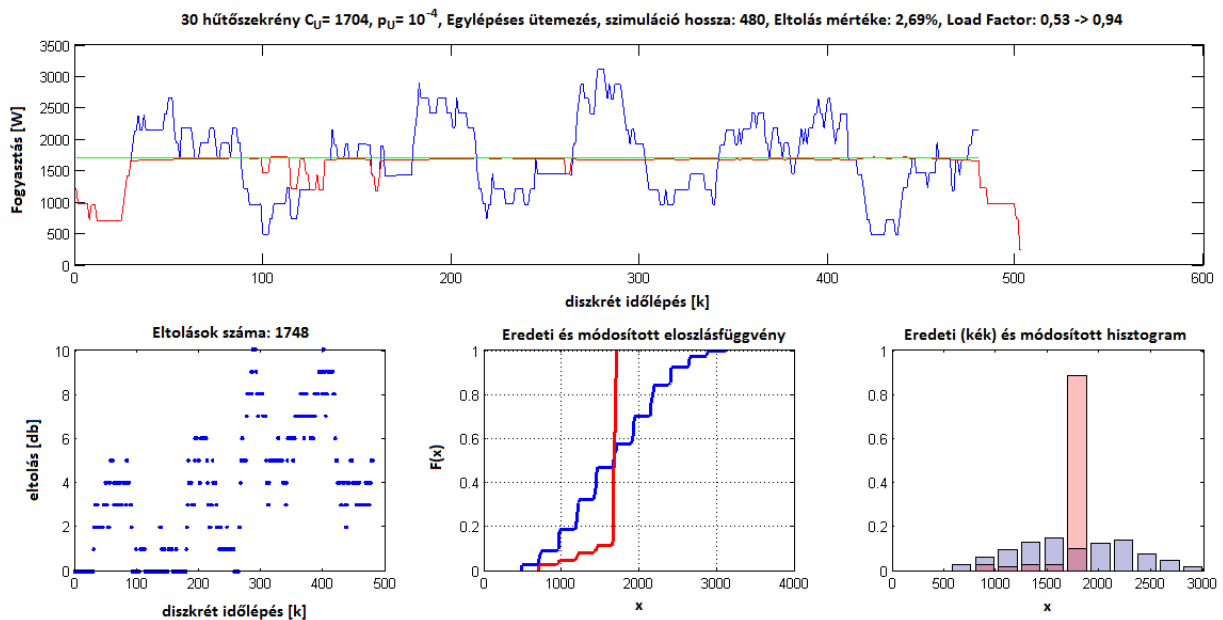 30 hűtőszekrény C_U= 1704, p_U= 10^-4, Egylépéses ütemezés, szimuláció hossza: 480, Eltolás mértéke: 2,69%, Load Factor: 0,53 -> 0,94
Fogyasztás [W]
3500
3000
2500
2000
1500
1000
500
0
0 100 200 300 400 500 600
diszkrét időlépés [k]
Eltolások száma: 1748
eltolás [db]
10
8
6
4
2
0
0 100 200 300 400 500
diszkrét időlépés [k]
Eredeti és módosított eloszlásfüggvény
F(x)
1
0.8
0.6
0.4
0.2
0
0 1000 2000 3000 4000
x
Eredeti (kék) és módosított hisztogram
1
0.8
0.6
0.4
0.2
0
0 500 1000 1500 2000 2500 3000
x